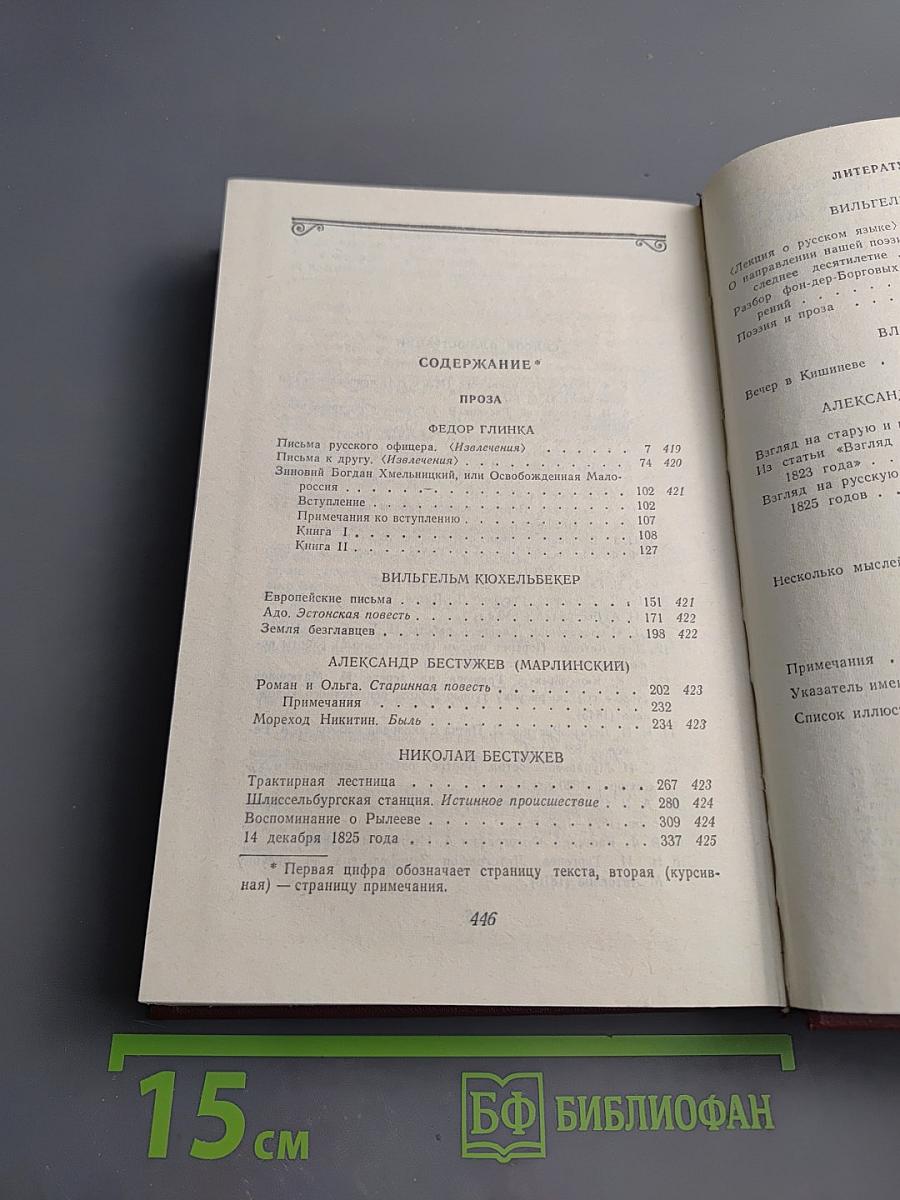 СОДЕРЖАНИЕ*
ПРОЗА
ФЕДОР ГЛИНКА
Письма русского офицера. ⟨Извлечения⟩ . . . . . . . . . 7 419
Письма к другу. ⟨Извлечения⟩ . . . . . . . . . . . . . 74 420
Зиновий Богдан Хмельницкий, или Освобожденная Мало-
россия . . . . . . . . . . . . . . . . . . . 102 421
Вступление . . . . . . . . . . . . . . . . . . 102
Примечания ко вступлению . . . . . . . . . . . 107
Книга I . . . . . . . . . . . . . . . . . . . 108
Книга II . . . . . . . . . . . . . . . . . . . 127
ВИЛЬГЕЛЬМ КЮХЕЛЬБЕКЕР
Европейские письма . . . . . . . . . . . . . . . 151 421
Адо. Эстонская повесть . . . . . . . . . . . . . . 171 422
Земля безглавцев . . . . . . . . . . . . . . . . 198 422
АЛЕКСАНДР БЕСТУЖЕВ (МАРЛИНСКИЙ)
Роман и Ольга. Старинная повесть . . . . . . . . . 202 423
Примечания . . . . . . . . . . . . . . . . 232
Мореход Никитин. Быль . . . . . . . . . . . . . 234 423
НИКОЛАЙ БЕСТУЖЕВ
Трактирная лестница . . . . . . . . . . . . . . 267 423
Шлиссельбургская станция. Истинное происшествие . . . 280 424
Воспоминание о Рылееве . . . . . . . . . . . . . 309 424
14 декабря 1825 года . . . . . . . . . . . . . . 337 425
* Первая цифра обозначает страницу текста, вторая (курсив-
ная) — страницу примечания.
446
⟨Лекция о русском языке⟩
О направлении нашей
следнее десятилетие .
Разбор фон-дер-Борговых
рений . . . .
Поэзия и проза . . .
Вечер в Кишиневе .
Взгляд на старую и
Из статьи «Взгляд
1823 года» . .
Взгляд на русскую
1825 годов . .
Несколько мыслей
Примечания .
Указатель
Список
15 см
БФ БИБЛИОФАН